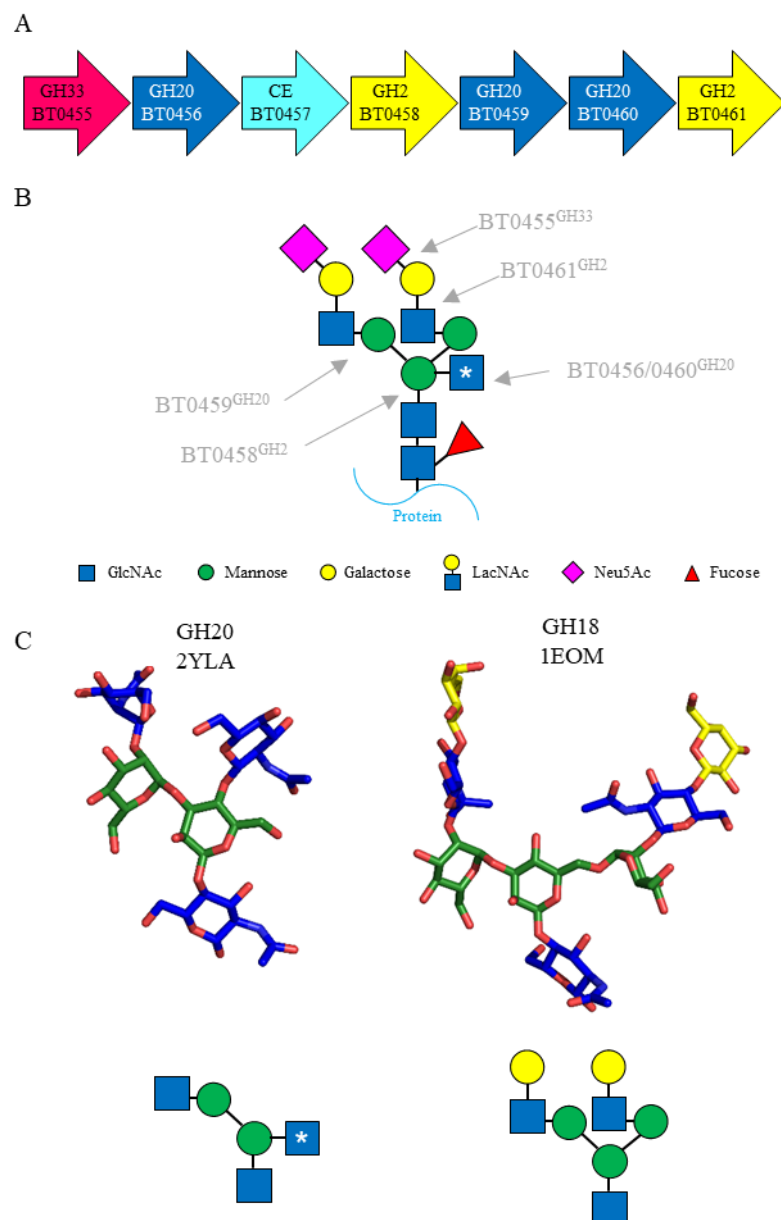 A
GH33 GH20 CE GH2 GH20 GH20 GH2
BT0455 BT0456 BT0457 BT0458 BT0459 BT0460 BT0461
B
BT0455GH33
BT0461GH2
*
BT0456/0460GH20
BT0459GH20
BT0458GH2
Protein
GlcNAc Mannose Galactose LacNAc Neu5Ac Fucose
C
GH20
2YLA
GH18
1EOM
*